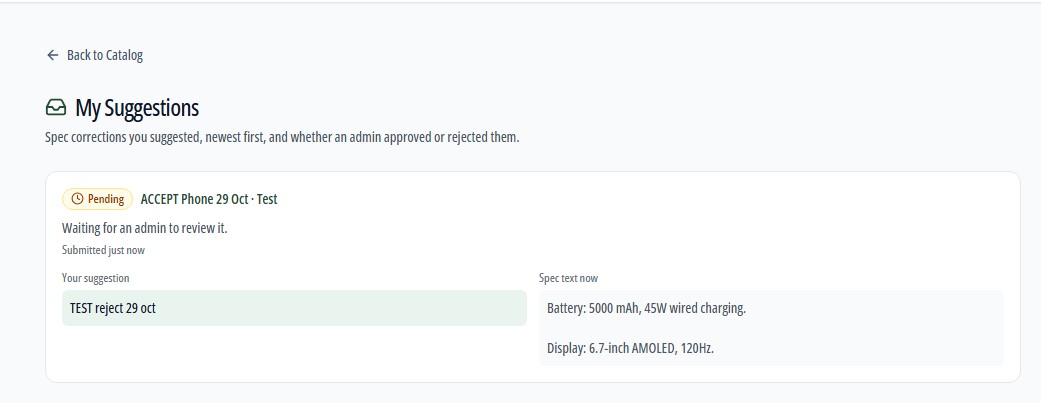 Back to Catalog
My Suggestions
Spec corrections you suggested, newest first, and whether an admin approved or rejected them.
Pending
ACCEPT Phone 29 Oct · Test
Waiting for an admin to review it.
Submitted just now
Your suggestion
TEST reject 29 oct
Spec text now
Battery: 5000 mAh, 45W wired charging.
Display: 6.7-inch AMOLED, 120Hz.